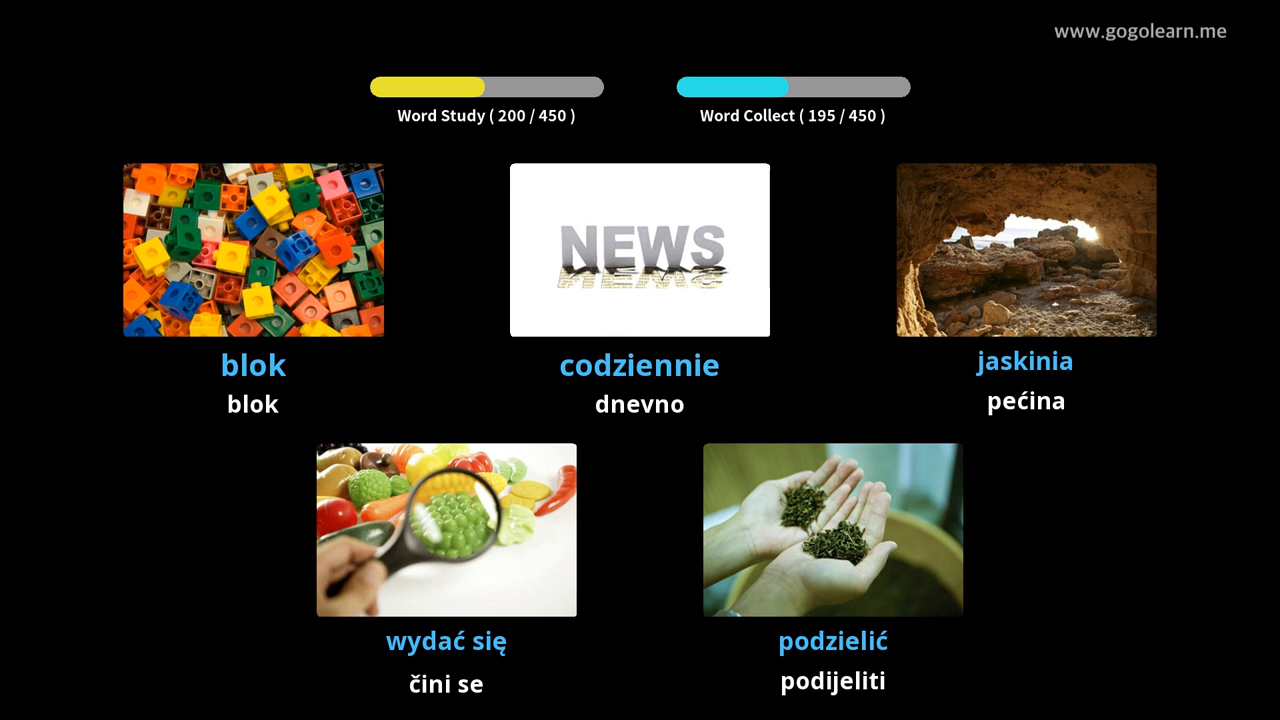 www.gogolearn.me
Word Study ( 200 / 450 )
Word Collect ( 195 / 450 )
NEWS
blok
blok
codziennie
dnevno
jaskinia
pećina
wydać się
čini se
podzielić
podijeliti